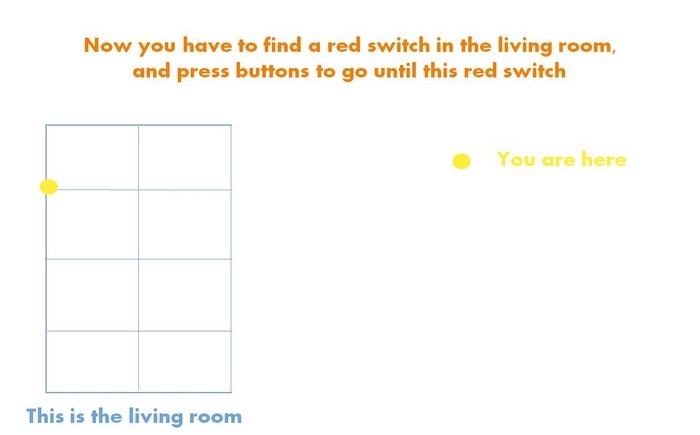 Now you have to find a red switch in the living room,
and press buttons to go until this red switch
You are here
This is the living room